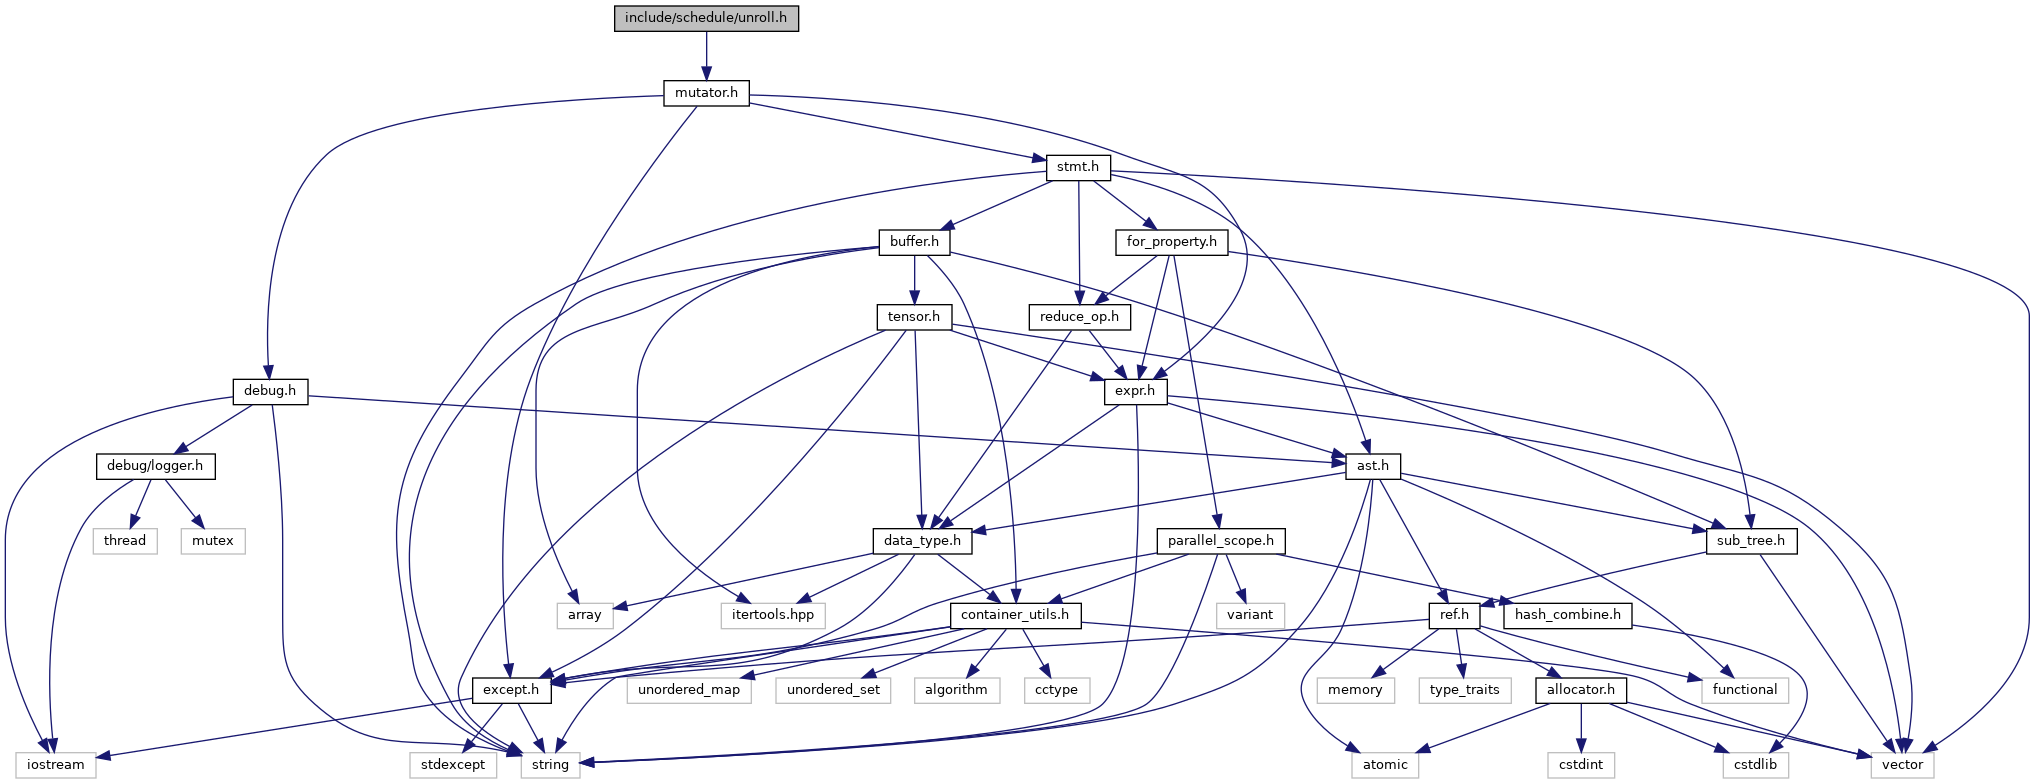 include/schedule/unroll.h
mutator.h
stmt.h
buffer.h
for_property.h
tensor.h
reduce_op.h
debug.h
expr.h
debug/logger.h
ast.h
thread
mutex
data_type.h
parallel_scope.h
sub_tree.h
array
itertools.hpp
container_utils.h
variant
ref.h
hash_combine.h
except.h
unordered_map
unordered_set
algorithm
cctype
memory
type_traits
allocator.h
functional
iostream
stdexcept
string
atomic
cstdint
cstdlib
vector